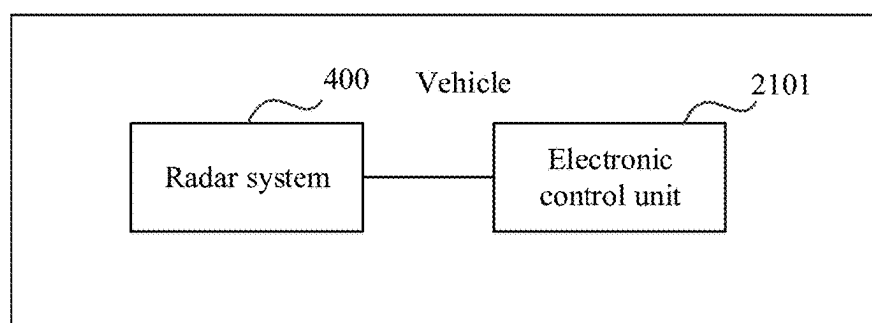 400
Vehicle
2101
Radar system
Electronic
control unit